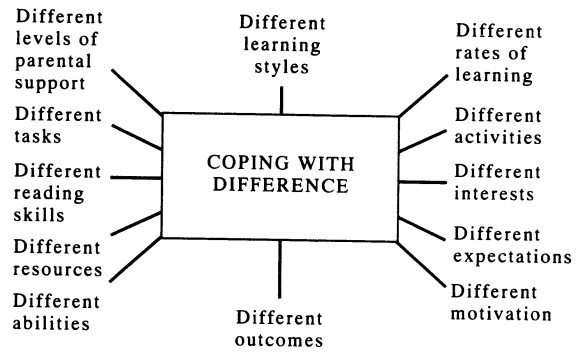 Different
levels of
parental
support
Different
tasks
Different
reading
skills
Different
resources
Different
abilities
Different
learning
styles
COPING WITH
DIFFERENCE
Different
outcomes
Different
rates of
learning
Different
activities
Different
interests
Different
expectations
Different
motivation